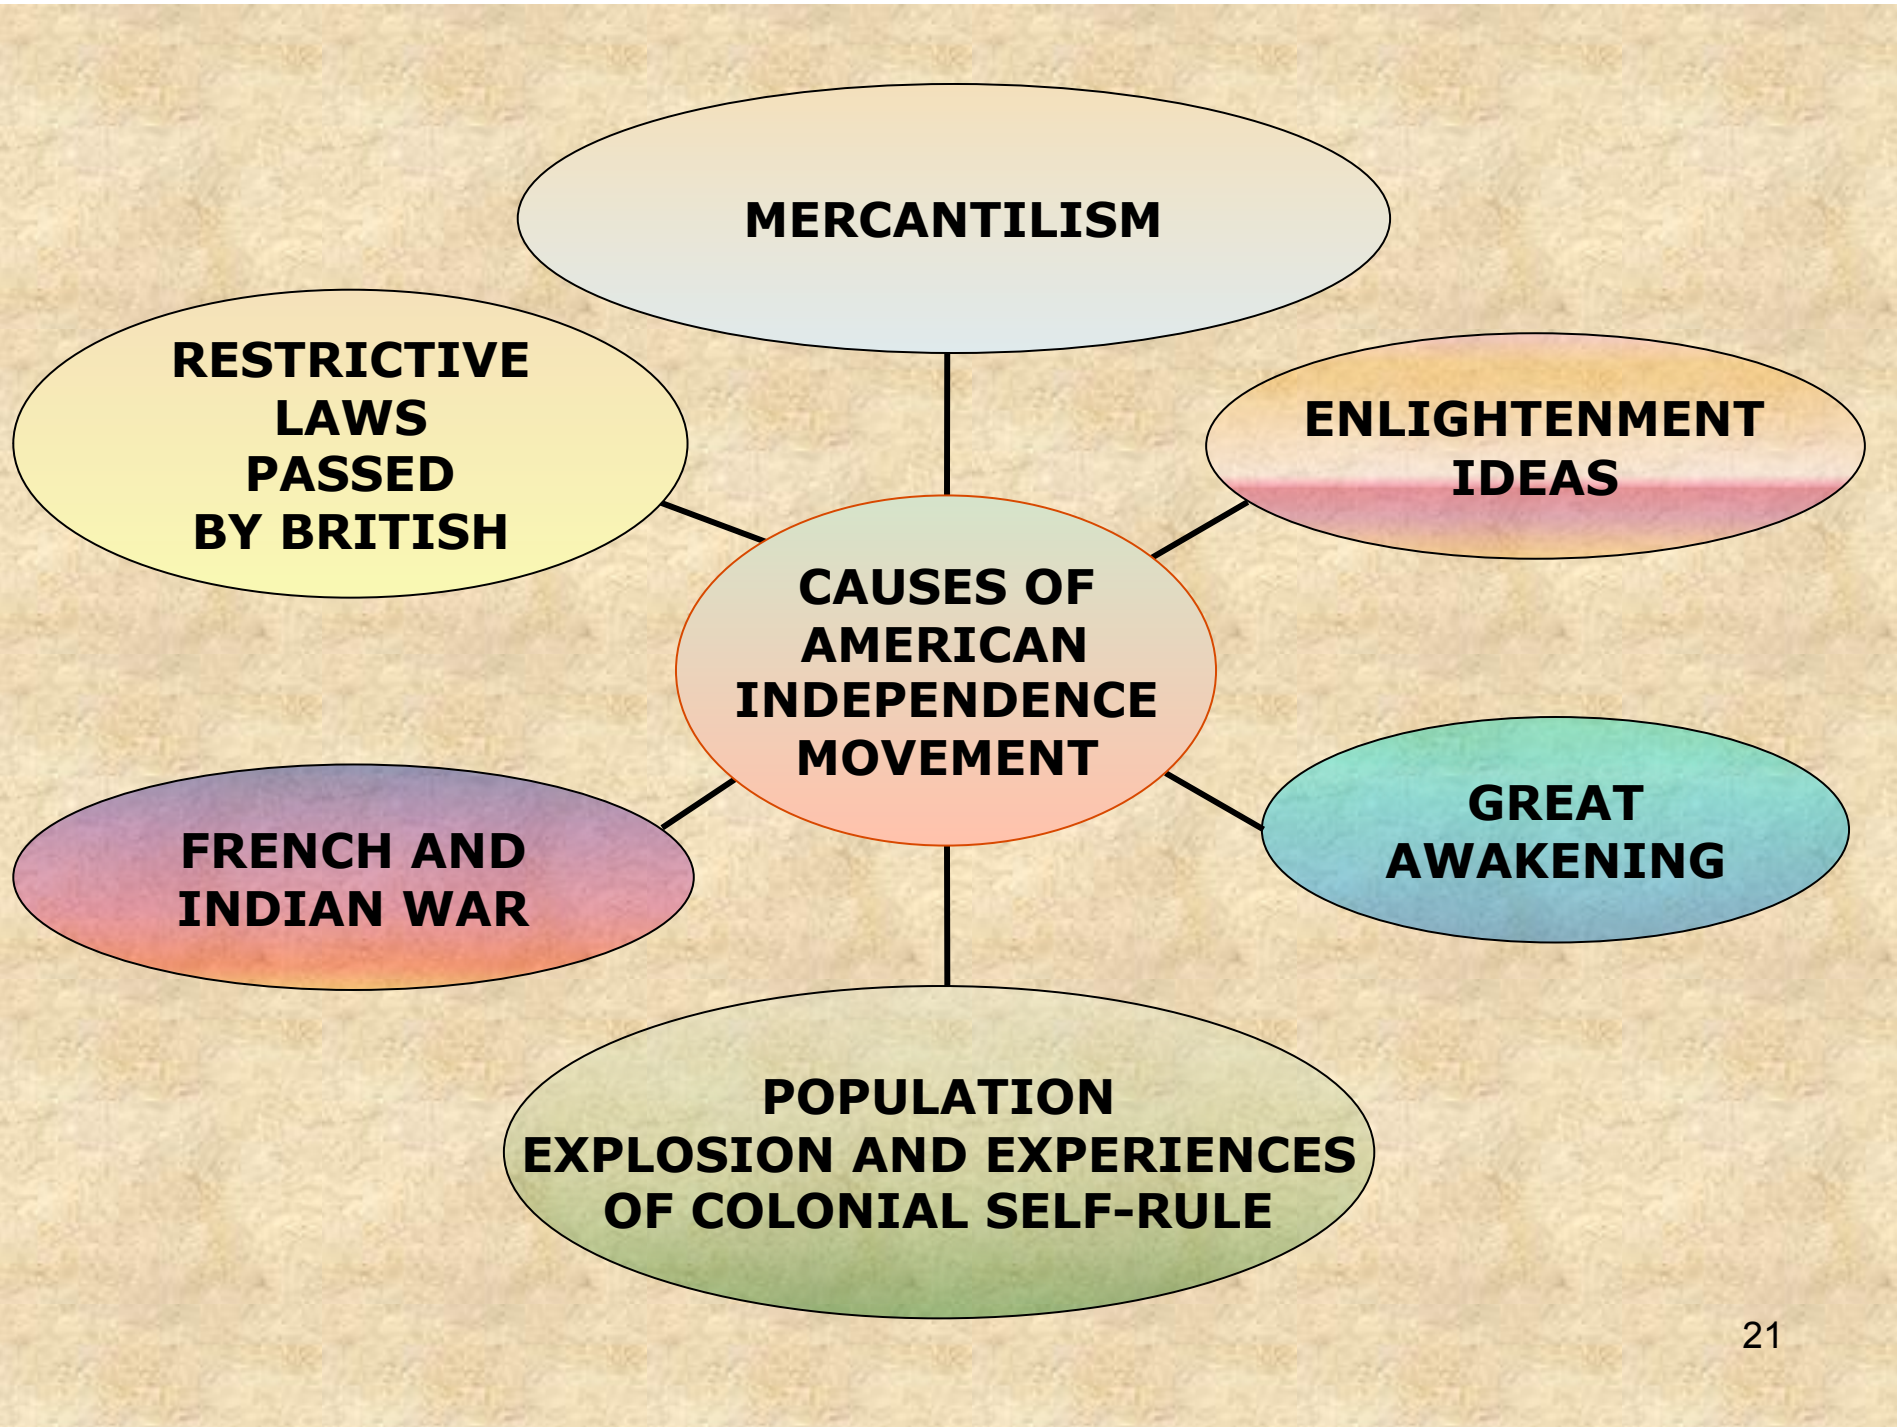 MERCANTILISM
RESTRICTIVE
LAWS
PASSED
BY BRITISH
ENLIGHTENMENT
IDEAS
CAUSES OF
AMERICAN
INDEPENDENCE
MOVEMENT
FRENCH AND
INDIAN WAR
GREAT
AWAKENING
POPULATION
EXPLOSION AND EXPERIENCES
OF COLONIAL SELF-RULE
21